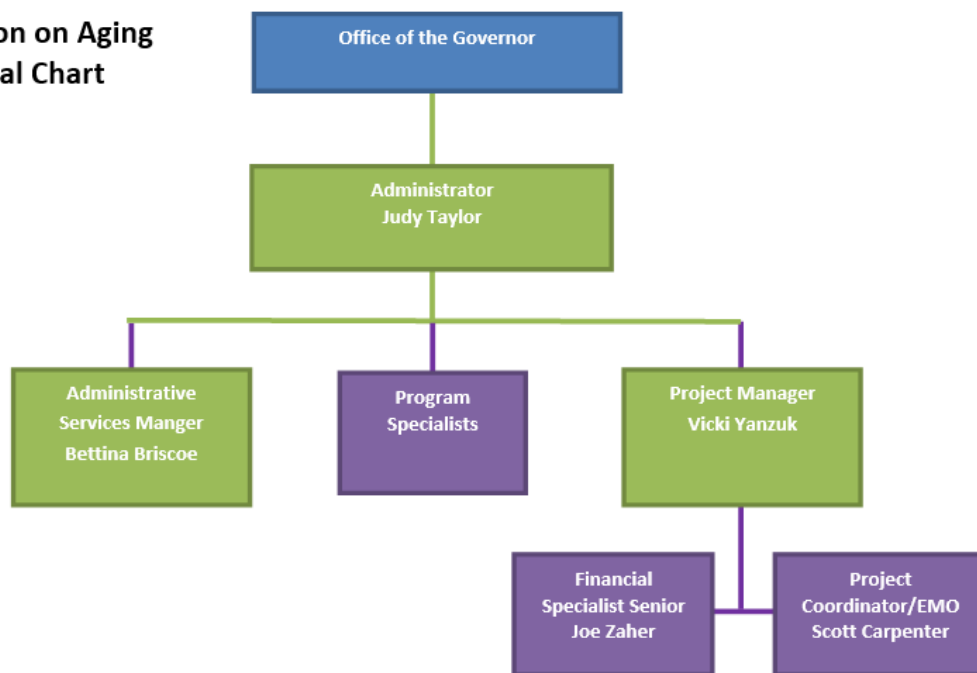 on on Aging
al Chart
Office of the Governor
Administrator
Judy Taylor
Administrative
Services Manger
Bettina Briscoe
Program
Specialists
Project Manager
Vicki Yanzuk
Financial
Specialist Senior
Joe Zaher
Project
Coordinator/EMO
Scott Carpenter